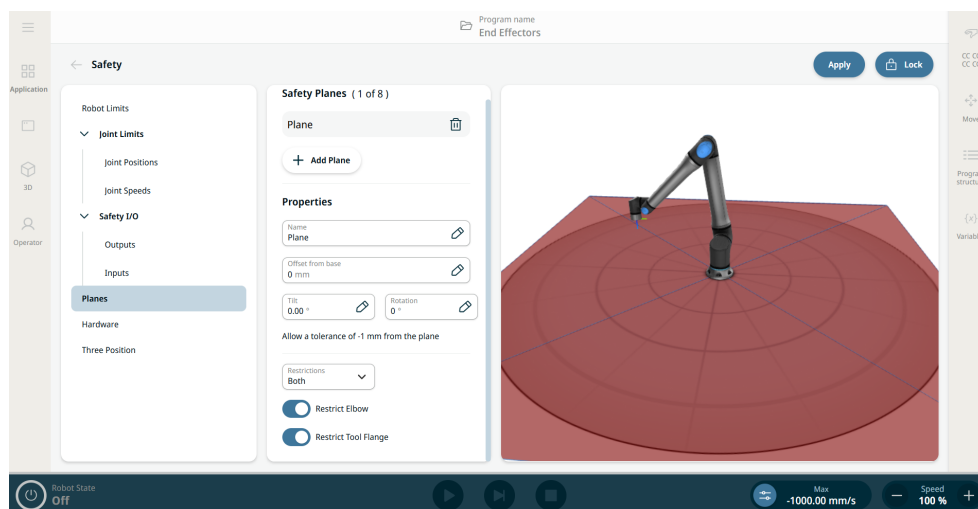 Program name
End Effectors
Safety
Apply
Lock
Application
3D
Operator
Robot Limits
Joint Limits
Joint Positions
Joint Speeds
Safety I/O
Outputs
Inputs
Planes
Hardware
Three Position
Safety Planes ( 1 of 8 )
Plane
Add Plane
Properties
Name
Plane
Offset from base
0 mm
Tilt
0.00 °
Rotation
0 °
Allow a tolerance of -1 mm from the plane
Restrictions
Both
Restrict Elbow
Restrict Tool Flange
Move
Progra
structu
{x}
Variab
Robot State
Off
Max
-1000.00 mm/s
Speed
100 %